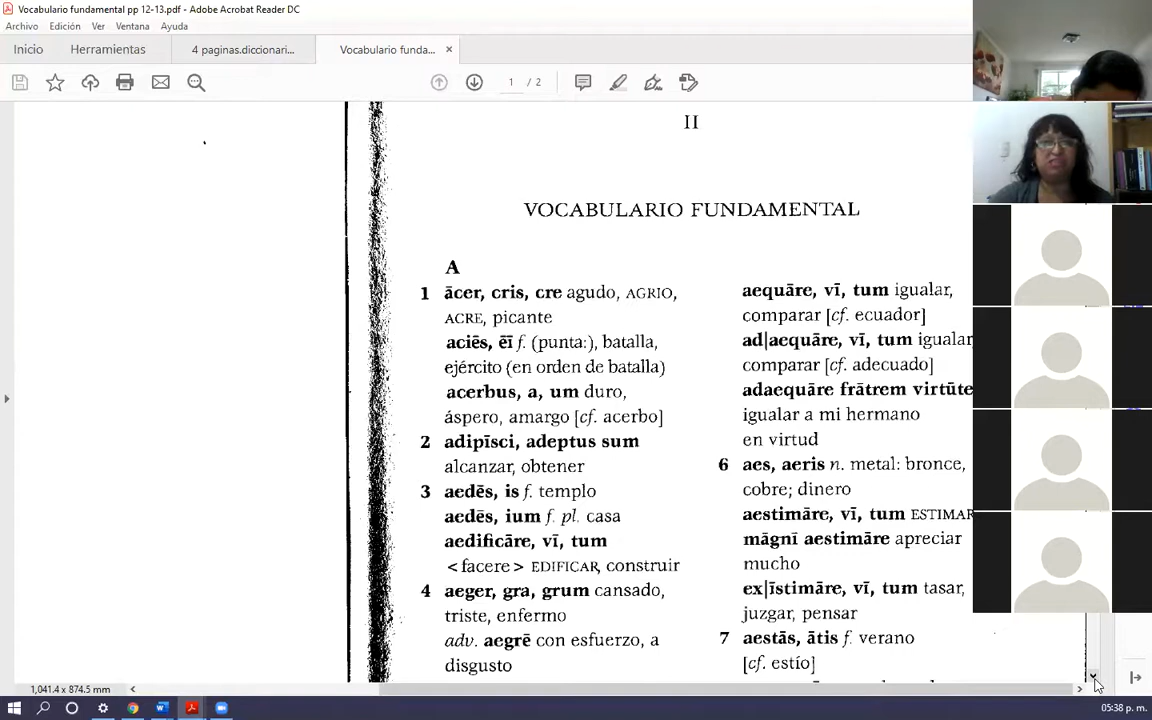 Vocabulario fundamental pp 12-13.pdf - Adobe Acrobat Reader DC
Archivo Edición Ver Ventana Ayuda
Inicio Herramientas 4 paginas.diccionari... Vocabulario funda... ×
1 / 2
II
VOCABULARIO FUNDAMENTAL
A
1 ācer, cris, cre agudo, AGRIO,
ACRE, picante
aciēs, ēī f. (punta:), batalla,
ejército (en orden de batalla)
acerbus, a, um duro,
áspero, amargo [cf. acerbo]
2 adipīsci, adeptus sum
alcanzar, obtener
3 aedēs, is f. templo
aedēs, ium f. pl. casa
aedificāre, vī, tum
<facere> EDIFICAR, construir
4 aeger, gra, grum cansado,
triste, enfermo
adv. aegrē con esfuerzo, a
disgusto
aequāre, vī, tum igualar,
comparar [cf. ecuador]
ad|aequāre, vī, tum igualar
comparar [cf. adecuado]
adaequāre frātrem virtūte
igualar a mi hermano
en virtud
6 aes, aeris n. metal: bronce,
cobre; dinero
aestimāre, vī, tum ESTIMAR
māgnī aestimāre apreciar
mucho
ex|īstimāre, vī, tum tasar,
juzgar, pensar
7 aestās, ātis f. verano
[cf. estío]
1,041.4 x 874.5 mm
05:38 p. m.